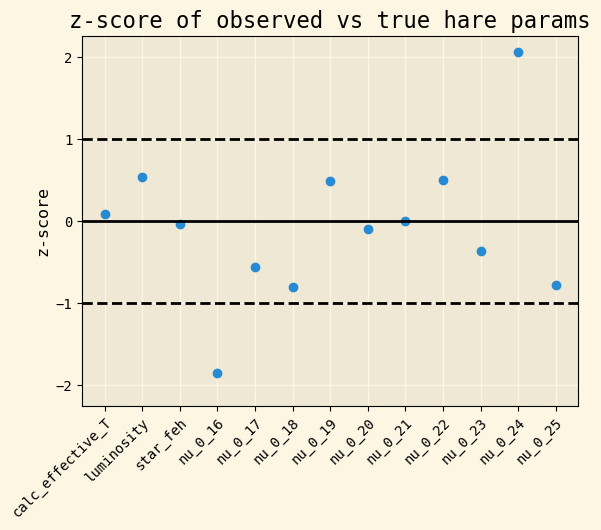 z-score of observed vs true hare params
z-score
2
1
0
−1
−2
calc_effective_T
luminosity
star_feh
nu_0_16
nu_0_17
nu_0_18
nu_0_19
nu_0_20
nu_0_21
nu_0_22
nu_0_23
nu_0_24
nu_0_25